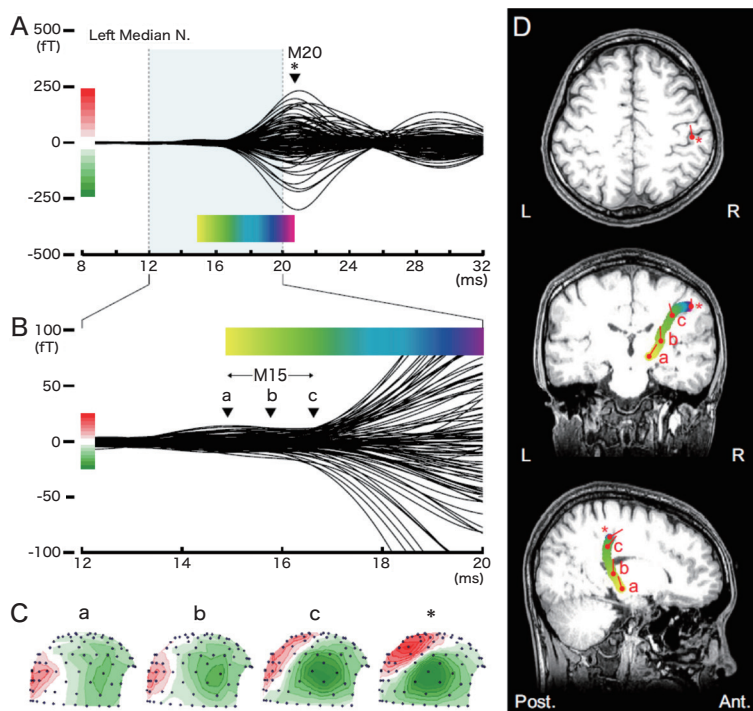 A
(fT)
500
250
0
-250
-500
Left Median N.
M20
*
8 12 16 20 24 28 32
(ms)
B
(fT)
100
50
0
-50
-100
M15
a b c
12 14 16 18 20
(ms)
C
a b c *
D
*
L R
*
c
b
a
L R
*
c
b
a
Post. Ant.